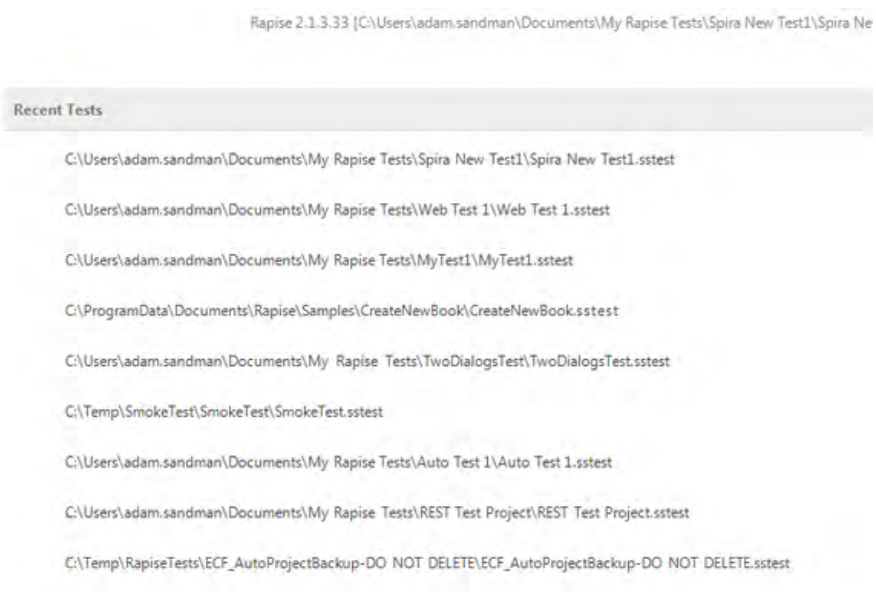 Rapise 2.1.3.33 [C:\Users\adam.sandman\Documents\My Rapise Tests\Spira New Test1\Spira Ne
Recent Tests
C:\Users\adam.sandman\Documents\My Rapise Tests\Spira New Test1\Spira New Test1.sstest
C:\Users\adam.sandman\Documents\My Rapise Tests\Web Test 1\Web Test 1.sstest
C:\Users\adam.sandman\Documents\My Rapise Tests\MyTest1\MyTest1.sstest
C:\ProgramData\Documents\Rapise\Samples\CreateNewBook\CreateNewBook.sstest
C:\Users\adam.sandman\Documents\My Rapise Tests\TwoDialogsTest\TwoDialogsTest.sstest
C:\Temp\SmokeTest\SmokeTest\SmokeTest.sstest
C:\Users\adam.sandman\Documents\My Rapise Tests\Auto Test 1\Auto Test 1.sstest
C:\Users\adam.sandman\Documents\My Rapise Tests\REST Test Project\REST Test Project.sstest
C:\Temp\RapiseTests\ECF_AutoProjectBackup-DO NOT DELETE\ECF_AutoProjectBackup-DO NOT DELETE.sstest